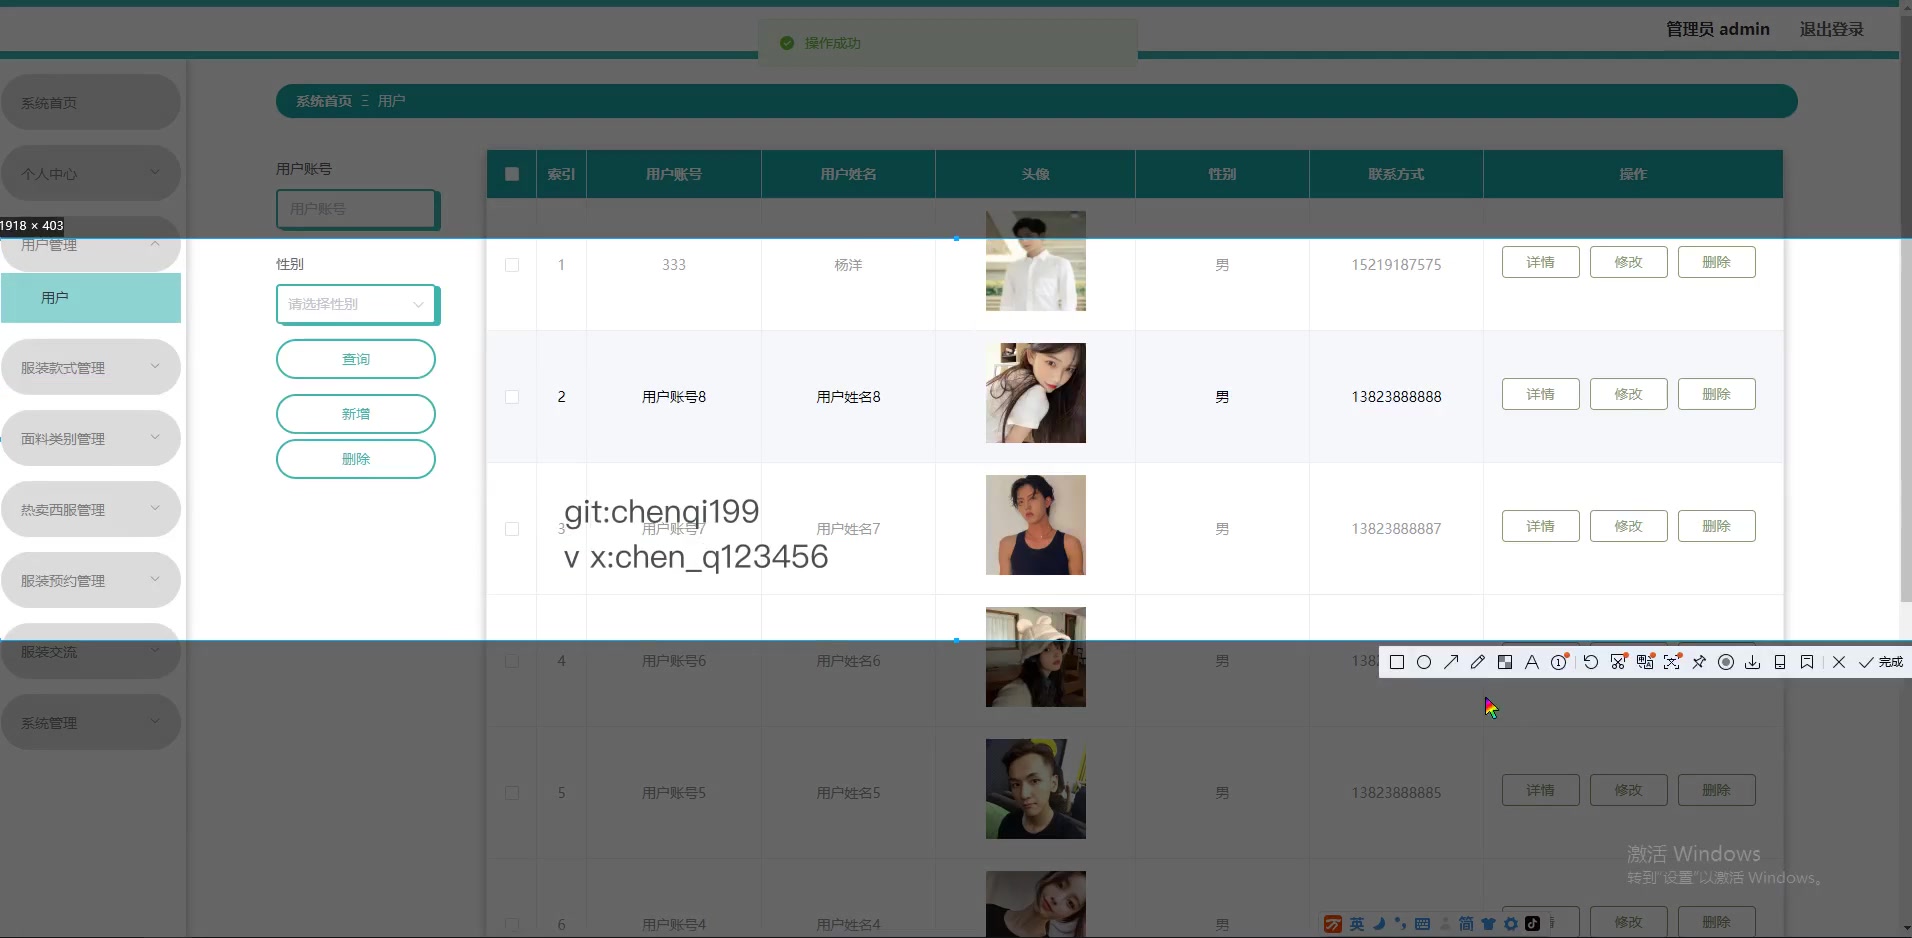 管理员 admin 退出登录
操作成功
系统首页 Ξ 用户
系统首页
个人中心
用户管理
用户
服装款式管理
面料类别管理
热卖西服管理
服装预约管理
服装交流
系统管理
1918 × 403
用户账号
用户账号
性别
请选择性别
查询
新增
删除
索引 用户账号 用户姓名 头像 性别 联系方式 操作
1 333 杨洋 男 15219187575 详情 修改 删除
2 用户账号8 用户姓名8 男 13823888888 详情 修改 删除
3 用户账号7 用户姓名7 男 13823888887 详情 修改 删除
git:chenqi199
v x:chen_q123456
4 用户账号6 用户姓名6 男 138
完成
5 用户账号5 用户姓名5 男 13823888885 详情 修改 删除
6 用户账号4 用户姓名4 男 修改 删除
激活 Windows
转到"设置"以激活 Windows。
英 简